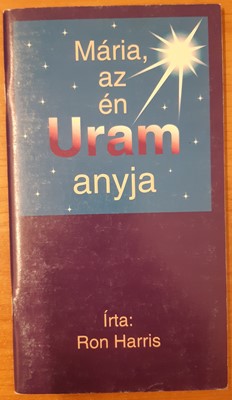 Mária,
az
én
Uram
anyja
Írta:
Ron Harris